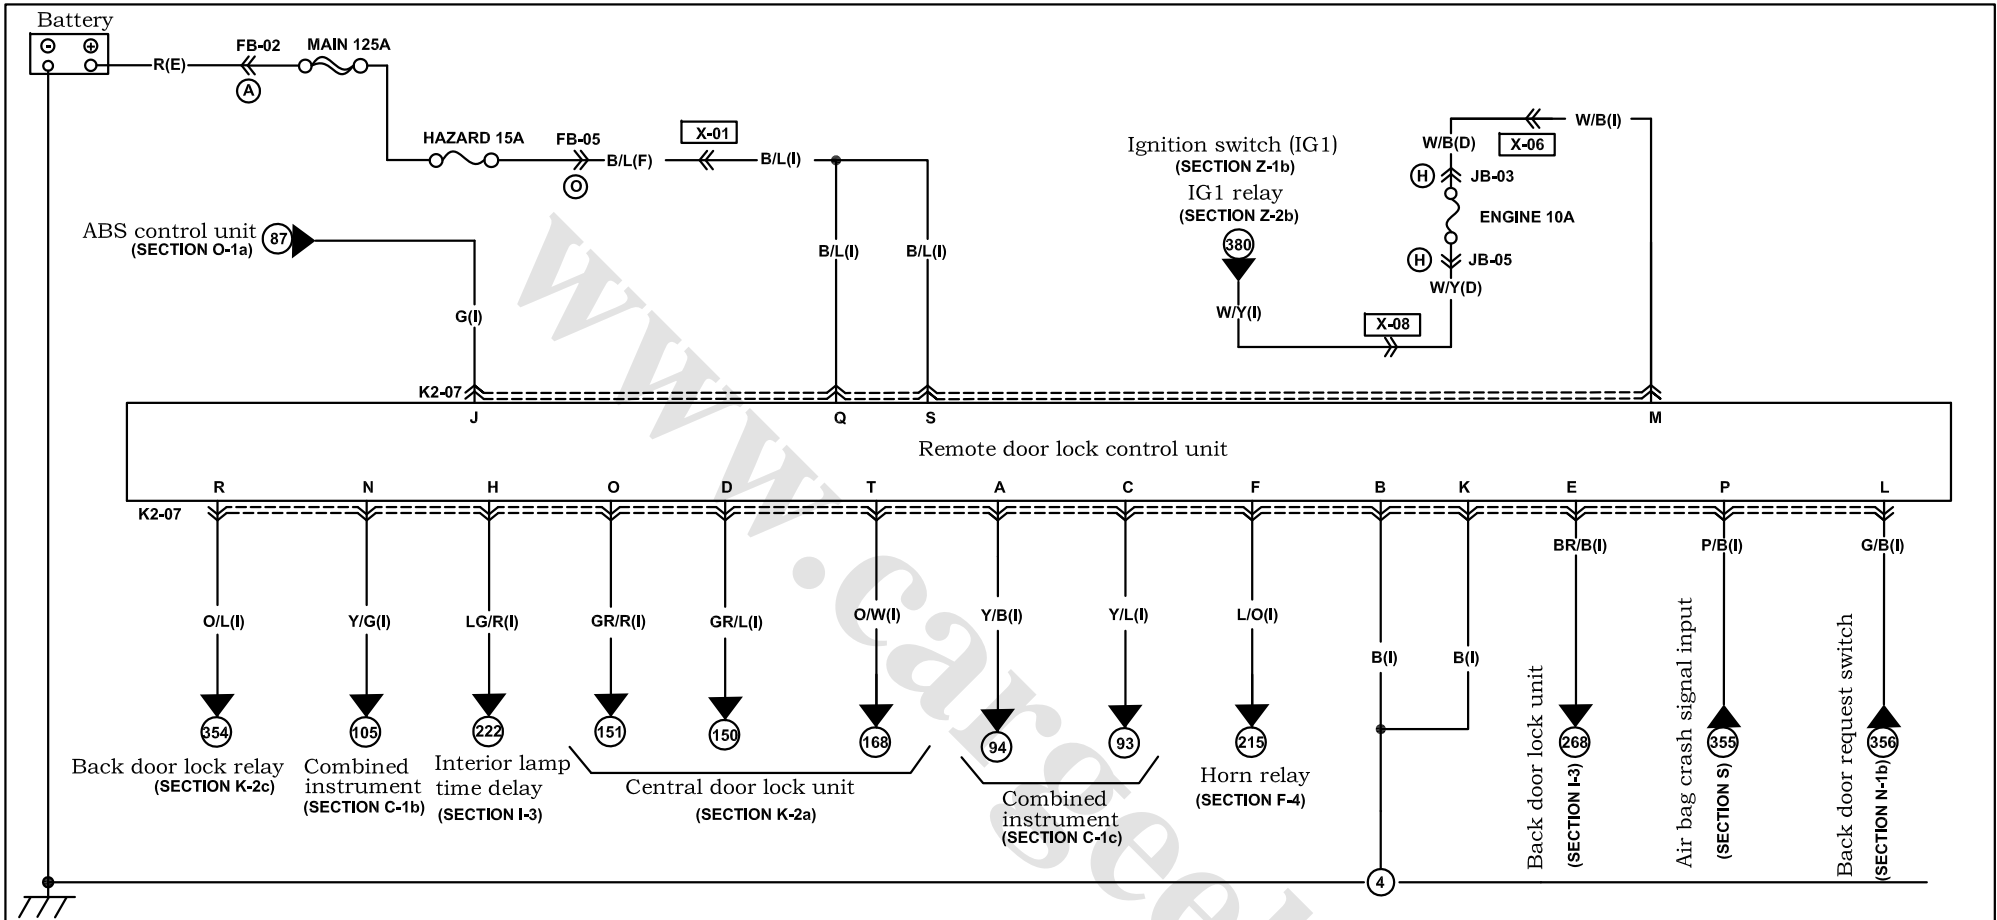 Battery
FB-02
MAIN 125A
R(E)
A
HAZARD 15A
FB-05
B/L(F)
X-01
B/L(I)
O
Ignition switch (IG1)
(SECTION Z-1b)
IG1 relay
(SECTION Z-2b)
380
W/Y(I)
X-08
W/B(I)
X-06
W/B(D)
H
JB-03
ENGINE 10A
H
JB-05
W/Y(D)
ABS control unit
(SECTION O-1a)
87
G(I)
B/L(I)
B/L(I)
K2-07
J
Q
S
M
Remote door lock control unit
R
N
H
O
D
T
A
C
F
B
K
E
P
L
K2-07
O/L(I)
Y/G(I)
LG/R(I)
GR/R(I)
GR/L(I)
O/W(I)
Y/B(I)
Y/L(I)
L/O(I)
B(I)
B(I)
BR/B(I)
P/B(I)
G/B(I)
354
105
222
151
150
168
94
93
215
268
355
356
Back door lock relay
(SECTION K-2c)
Combined
instrument
(SECTION C-1b)
Interior lamp
time delay
(SECTION I-3)
Central door lock unit
(SECTION K-2a)
Combined
instrument
(SECTION C-1c)
Horn relay
(SECTION F-4)
Back door lock unit
(SECTION I-3)
Air bag crash signal input
(SECTION S)
Back door request switch
(SECTION N-1b)
4
www.cargeek